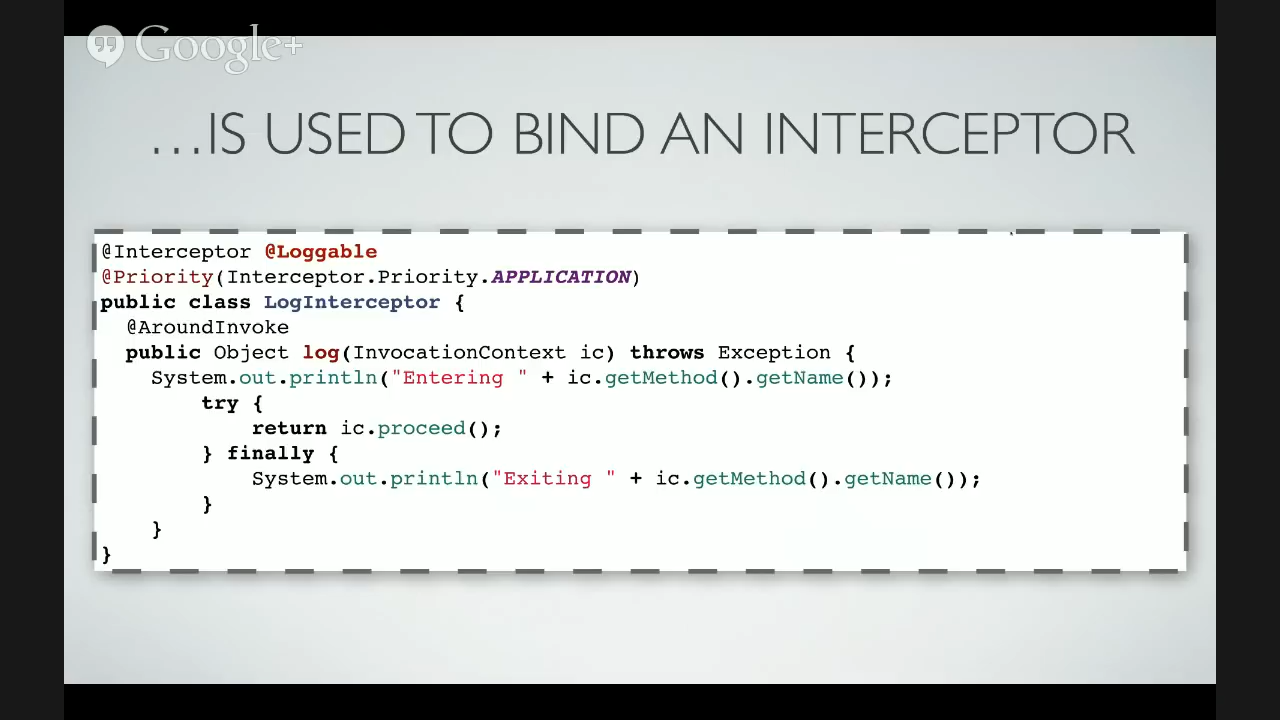 Google+
...IS USED TO BIND AN INTERCEPTOR
@Interceptor @Loggable
@Priority(Interceptor.Priority.APPLICATION)
public class LogInterceptor {
@AroundInvoke
public Object log(InvocationContext ic) throws Exception {
System.out.println("Entering " + ic.getMethod().getName());
try {
return ic.proceed();
} finally {
System.out.println("Exiting " + ic.getMethod().getName());
}
}
}